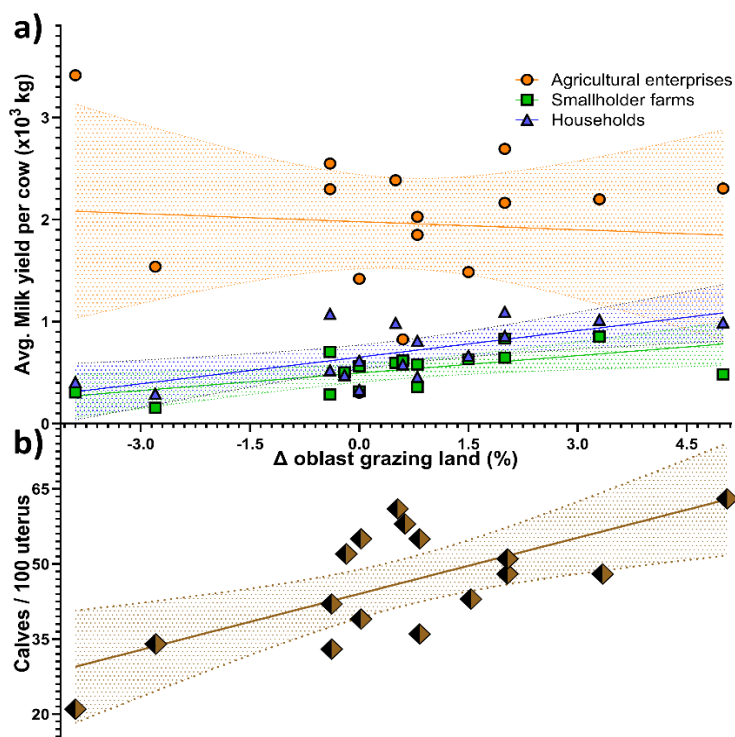 a)
Avg. Milk yield per cow (x10³ kg)
3
2
1
0
Agricultural enterprises
Smallholder farms
Households
-3.0 -1.5 0.0 1.5 3.0 4.5
Δ oblast grazing land (%)
b)
Calves / 100 uterus
65
50
35
20